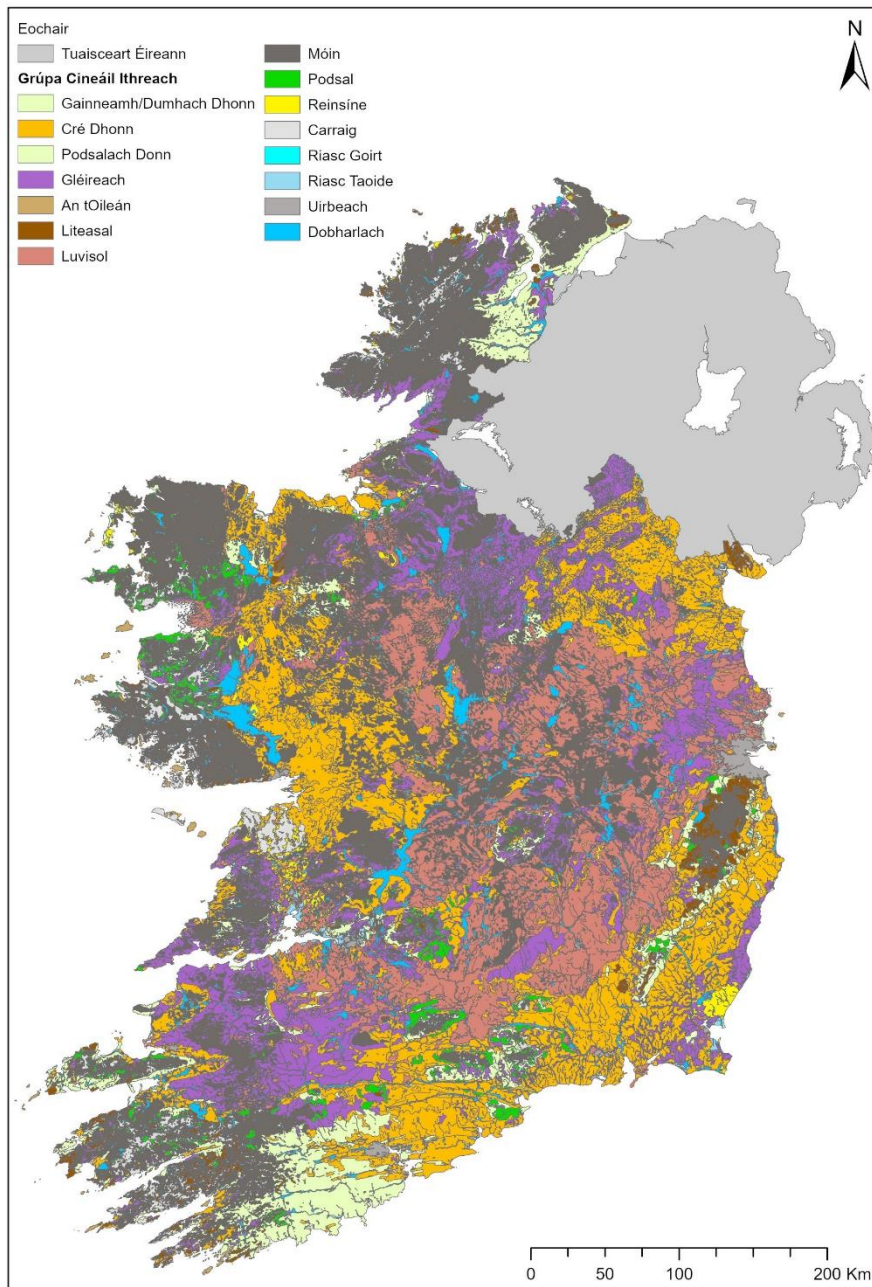 Eochair
Tuaisceart Éireann
Grúpa Cineáil Ithreach
Gainneamh/Dumhach Dhonn
Cré Dhonn
Podsalach Donn
Gléireach
An tOileán
Liteasal
Luvisol
Móin
Podsal
Reinsíne
Carraig
Riasc Goirt
Riasc Taoide
Uirbeach
Dobharlach
N
0 50 100 200 Km